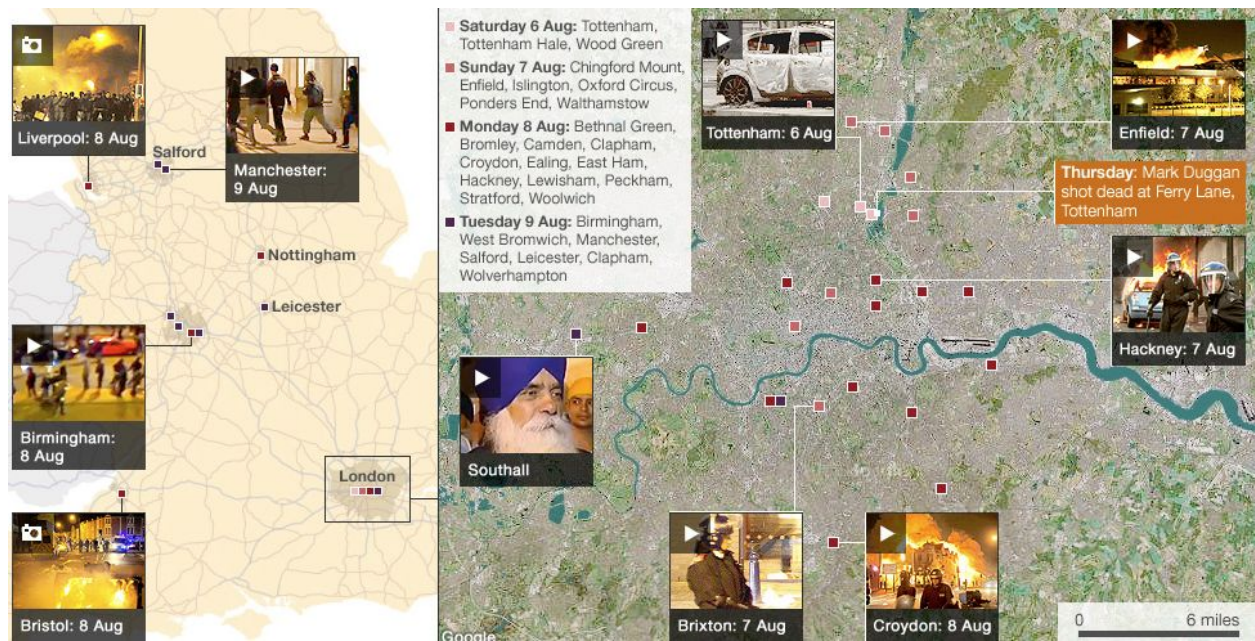 Liverpool: 8 Aug
Salford
Manchester:
9 Aug
Nottingham
Leicester
Birmingham:
8 Aug
London
Bristol: 8 Aug
Saturday 6 Aug: Tottenham,
Tottenham Hale, Wood Green
Sunday 7 Aug: Chingford Mount,
Enfield, Islington, Oxford Circus,
Ponders End, Walthamstow
Monday 8 Aug: Bethnal Green,
Bromley, Camden, Clapham,
Croydon, Ealing, East Ham,
Hackney, Lewisham, Peckham,
Stratford, Woolwich
Tuesday 9 Aug: Birmingham,
West Bromwich, Manchester,
Salford, Leicester, Clapham,
Wolverhampton
Tottenham: 6 Aug
Enfield: 7 Aug
Thursday: Mark Duggan
shot dead at Ferry Lane,
Tottenham
Hackney: 7 Aug
Southall
Brixton: 7 Aug
Croydon: 8 Aug
Google
0 6 miles